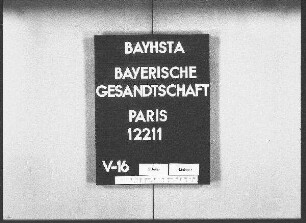 BAYHSTA
BAYERISCHE
GESANDTSCHAFT
PARIS
12211
V-16